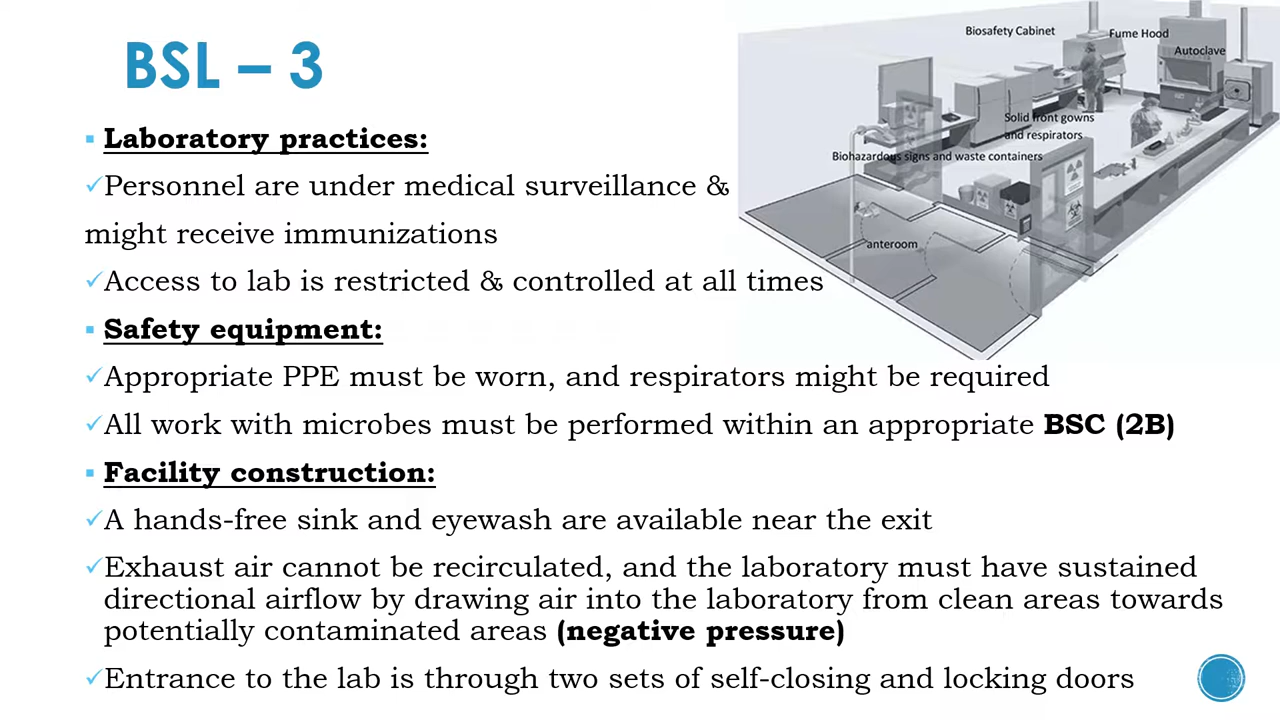 BSL – 3
Laboratory practices:
Personnel are under medical surveillance &
might receive immunizations
Access to lab is restricted & controlled at all times
Safety equipment:
Appropriate PPE must be worn, and respirators might be required
All work with microbes must be performed within an appropriate BSC (2B)
Facility construction:
A hands-free sink and eyewash are available near the exit
Exhaust air cannot be recirculated, and the laboratory must have sustained
directional airflow by drawing air into the laboratory from clean areas towards
potentially contaminated areas (negative pressure)
Entrance to the lab is through two sets of self-closing and locking doors
Biosafety Cabinet
Fume Hood
Autoclave
Solid front gowns
and respirators
Biohazardous signs and waste containers
anteroom